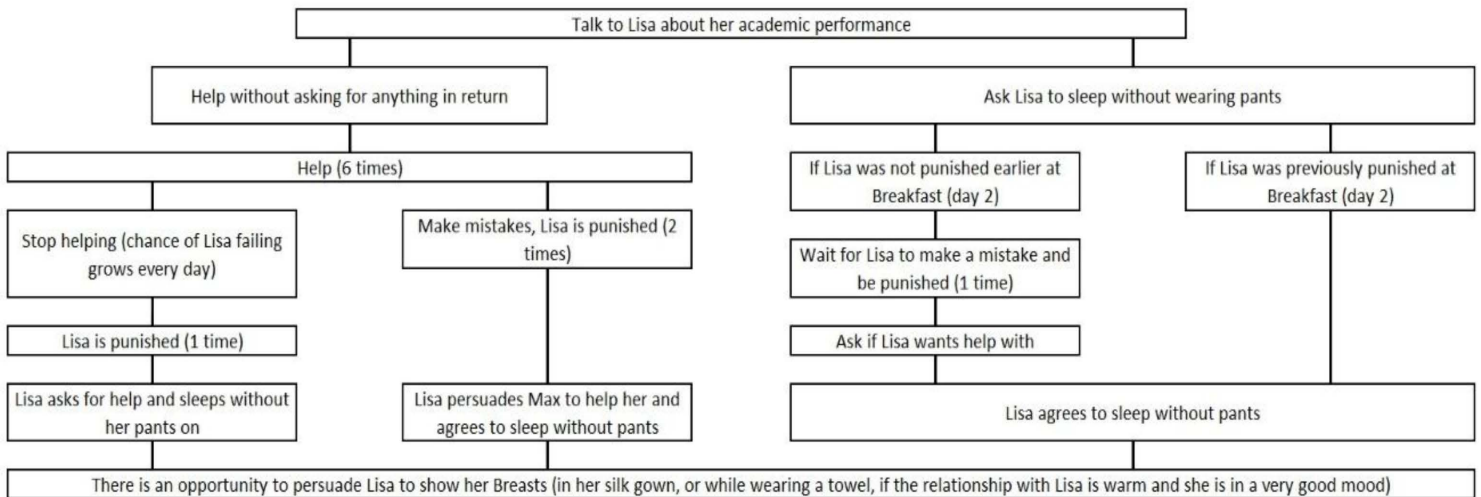 Talk to Lisa about her academic performance
Help without asking for anything in return
Ask Lisa to sleep without wearing pants
Help (6 times)
If Lisa was not punished earlier at
Breakfast (day 2)
If Lisa was previously punished at
Breakfast (day 2)
Stop helping (chance of Lisa failing
grows every day)
Make mistakes, Lisa is punished (2
times)
Wait for Lisa to make a mistake and
be punished (1 time)
Lisa is punished (1 time)
Ask if Lisa wants help with
Lisa asks for help and sleeps without
her pants on
Lisa persuades Max to help her and
agrees to sleep without pants
Lisa agrees to sleep without pants
There is an opportunity to persuade Lisa to show her Breasts (in her silk gown, or while wearing a towel, if the relationship with Lisa is warm and she is in a very good mood)